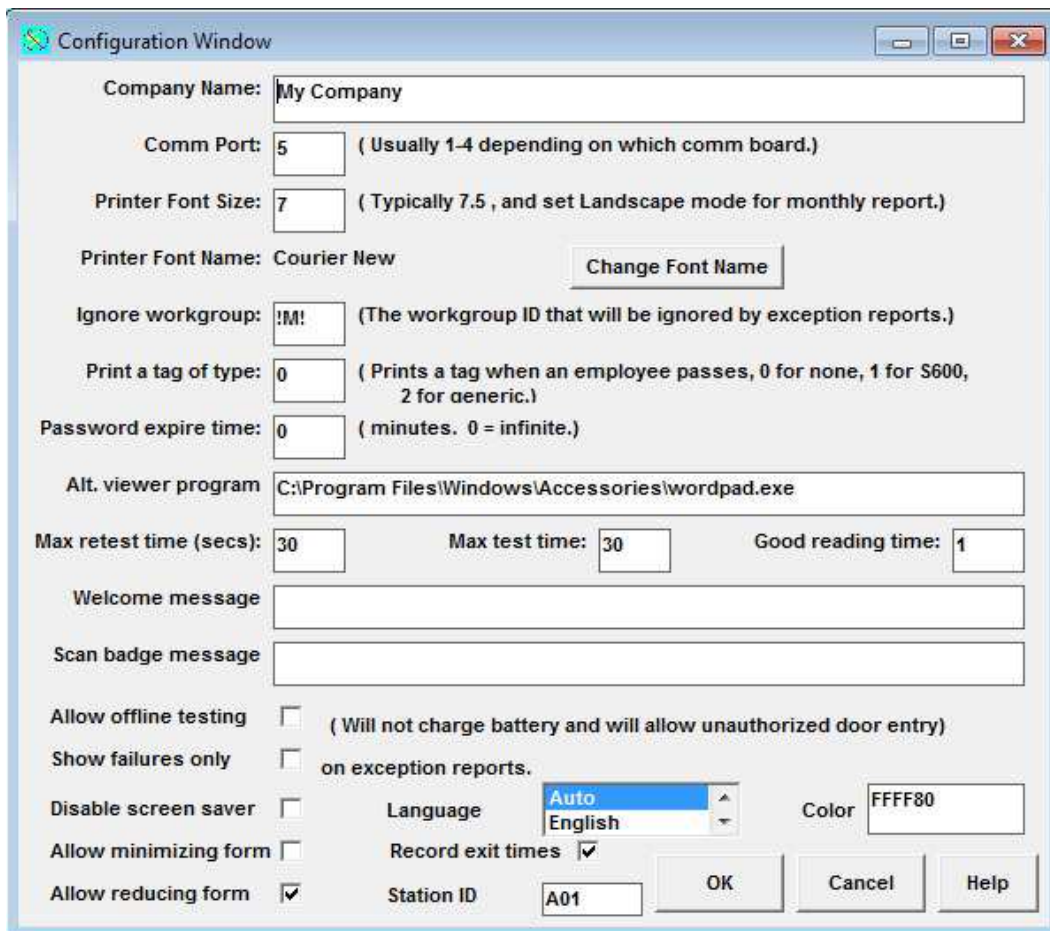 Configuration Window
Company Name: My Company
Comm Port: 5 ( Usually 1-4 depending on which comm board.)
Printer Font Size: 7 ( Typically 7.5 , and set Landscape mode for monthly report.)
Printer Font Name: Courier New Change Font Name
Ignore workgroup: !M! (The workgroup ID that will be ignored by exception reports.)
Print a tag of type: 0 ( Prints a tag when an employee passes, 0 for none, 1 for S600,
2 for generic.)
Password expire time: 0 ( minutes. 0 = infinite.)
Alt. viewer program C:\Program Files\Windows\Accessories\wordpad.exe
Max retest time (secs): 30 Max test time: 30 Good reading time: 1
Welcome message
Scan badge message
Allow offline testing ( Will not charge battery and will allow unauthorized door entry)
Show failures only on exception reports.
Disable screen saver Language Auto English Color FFFF80
Allow minimizing form Record exit times
Allow reducing form Station ID A01 OK Cancel Help